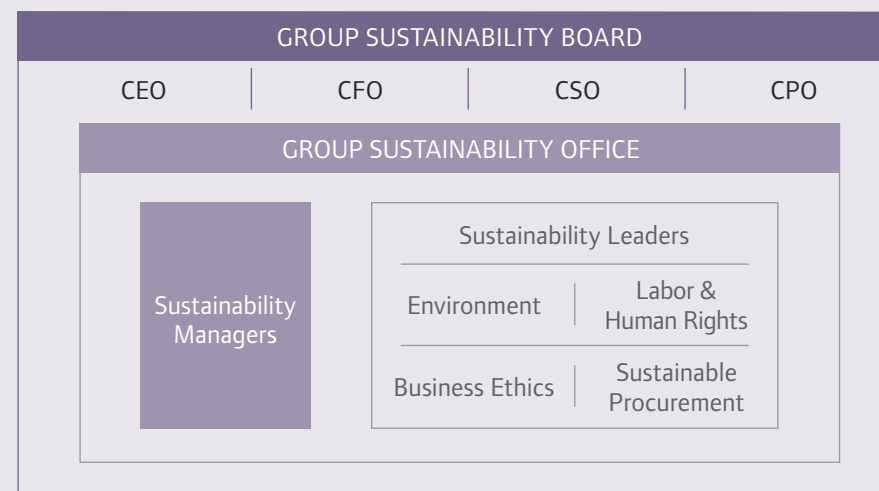 GROUP SUSTAINABILITY BOARD
CEO CFO CSO CPO
GROUP SUSTAINABILITY OFFICE
Sustainability
Managers
Sustainability Leaders
Environment
Labor &
Human Rights
Business Ethics
Sustainable
Procurement